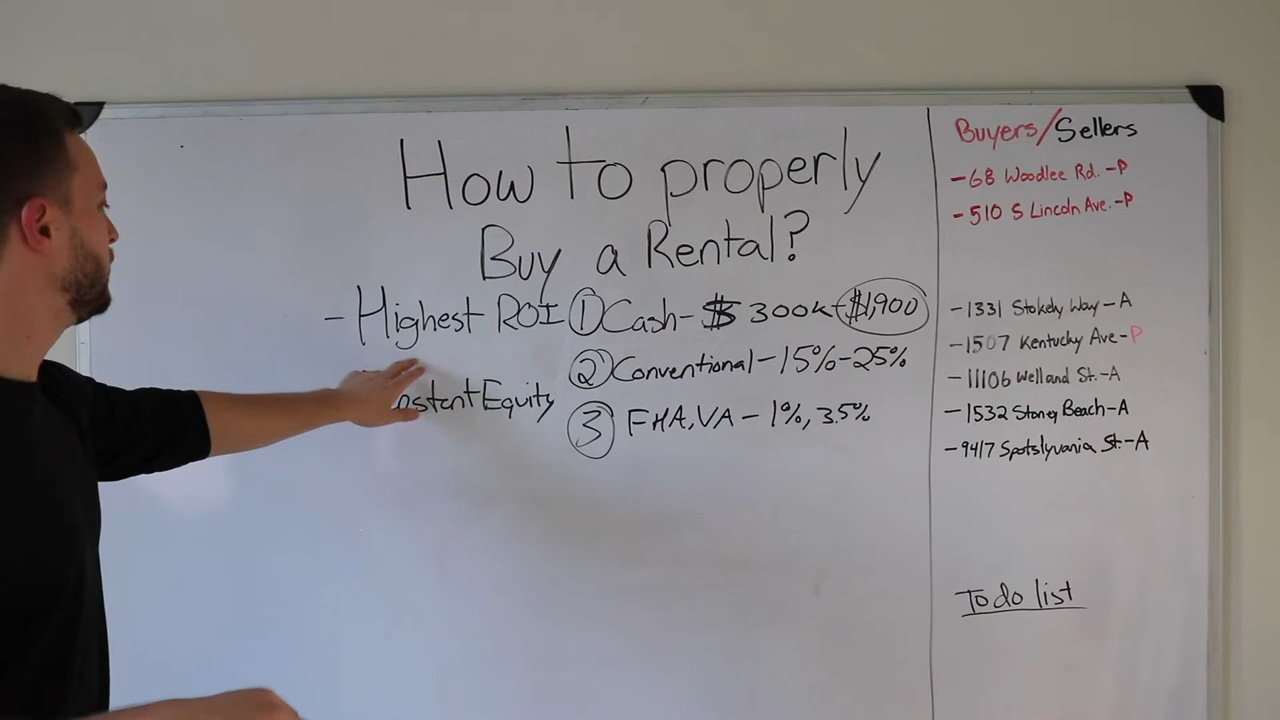 How to properly
Buy a Rental?
- Highest ROI ① Cash - $ 300k + $1,900
② Conventional - 15% - 25%
nstant Equity
③ FHA, VA - 1%, 3.5%
Buyers/Sellers
- 68 Woodlee Rd. - P
- 510 S Lincoln Ave. - P
- 1331 Stokely Way - A
- 1507 Kentucky Ave - P
- 11106 Welland St. - A
- 1532 Stoney Beach - A
- 9417 Spotslyvania St. - A
To do list